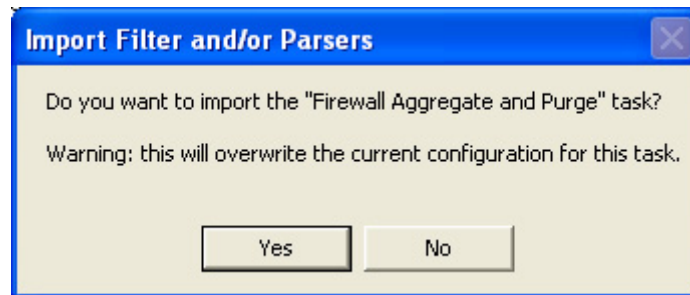 Import Filter and/or Parsers
Do you want to import the "Firewall Aggregate and Purge" task?
Warning: this will overwrite the current configuration for this task.
Yes
No